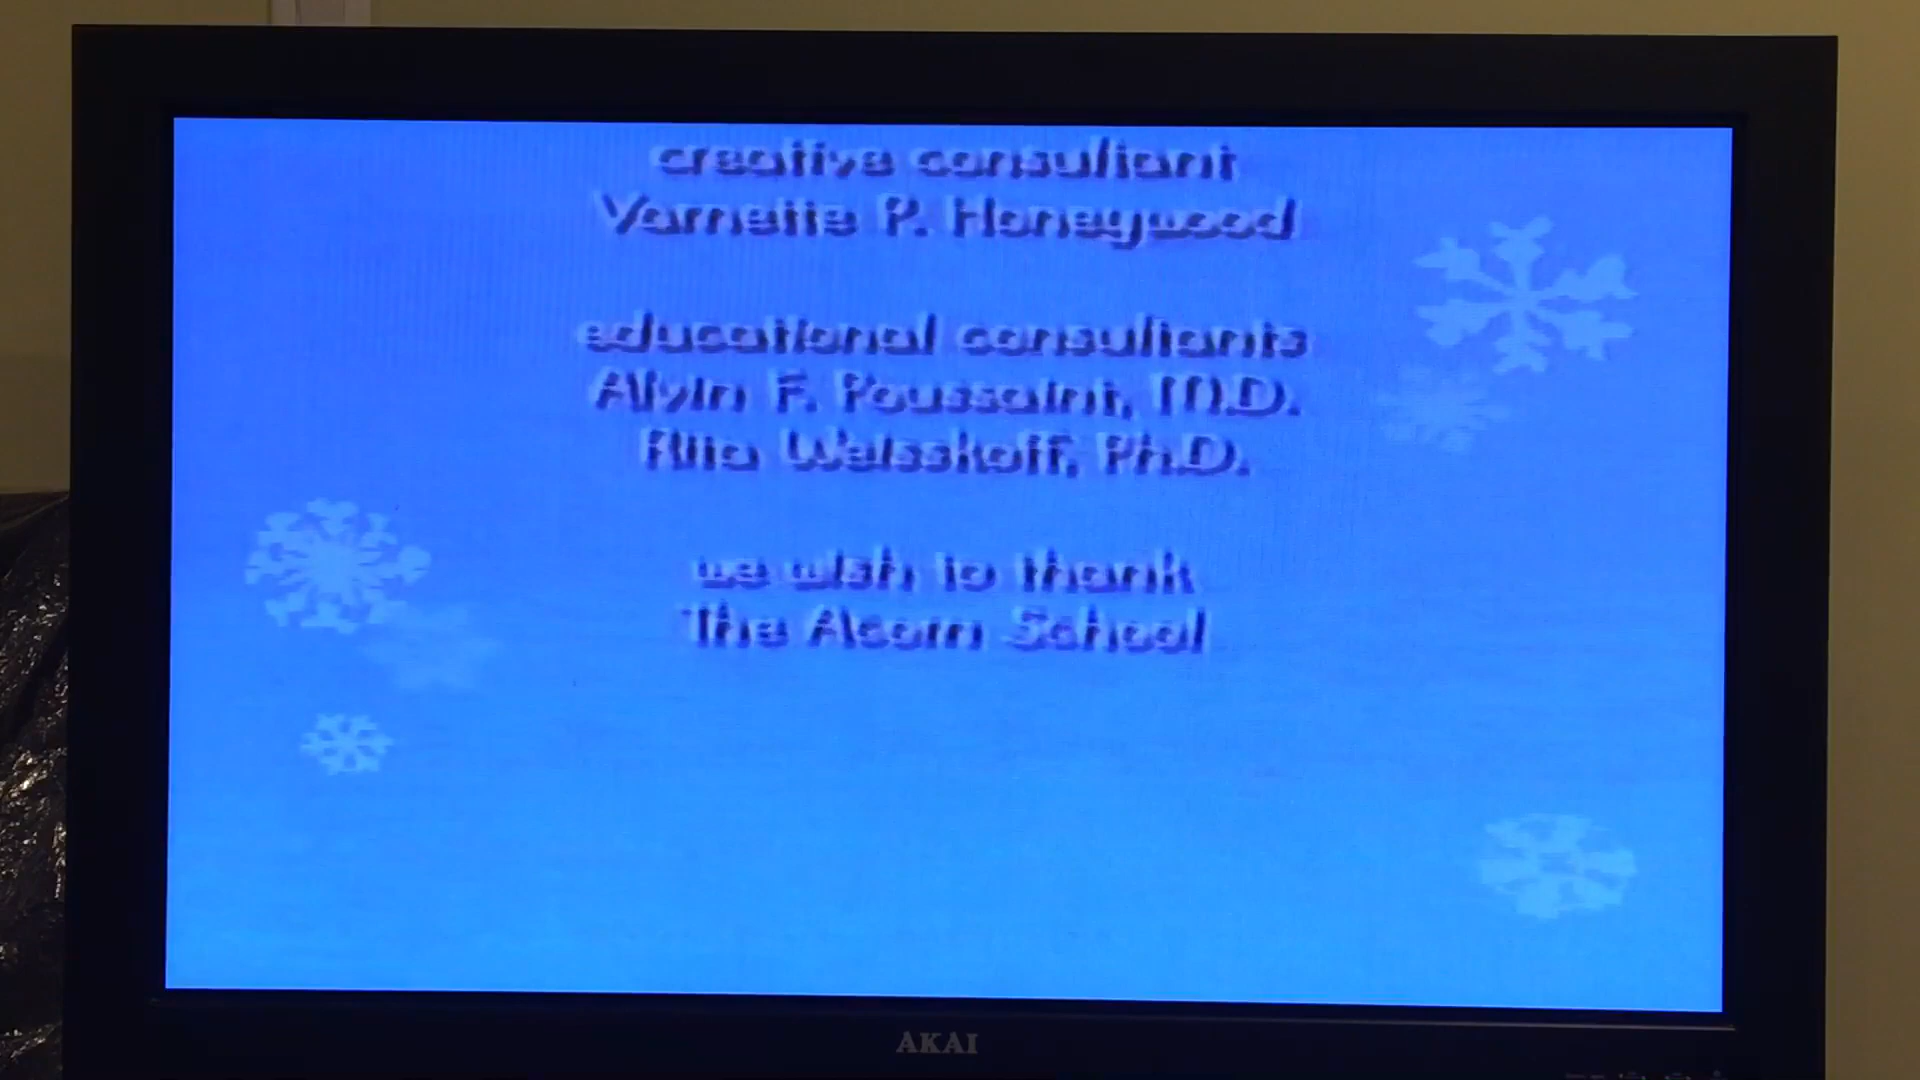 creative consultant
Varnette P. Honeywood
educational consultants
Alvin F. Poussaint, M.D.
Rita Weisskoff, Ph.D.
we wish to thank
The Acorn School
AKAI